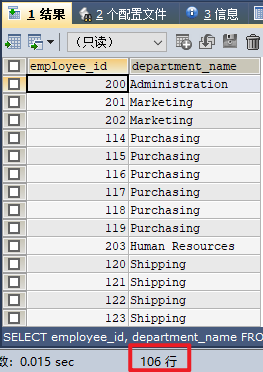 1 结果 2 个配置文件 3 信息
(只读)
employee_id department_name
200 Administration
201 Marketing
202 Marketing
114 Purchasing
115 Purchasing
116 Purchasing
117 Purchasing
118 Purchasing
119 Purchasing
203 Human Resources
120 Shipping
121 Shipping
122 Shipping
123 Shipping
SELECT employee_id, department_name FRO
数: 0.015 sec 106 行